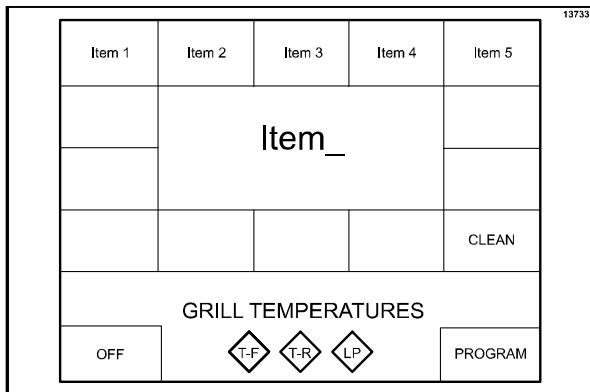 13733
Item 1 Item 2 Item 3 Item 4 Item 5
Item_
CLEAN
GRILL TEMPERATURES
OFF T-F T-R LP PROGRAM